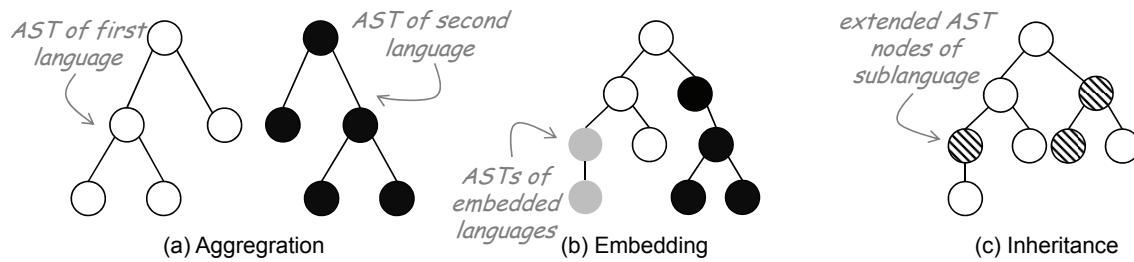 AST of first
language
AST of second
language
ASTs of
embedded
languages
extended AST
nodes of
sublanguage
(a) Aggregration
(b) Embedding
(c) Inheritance